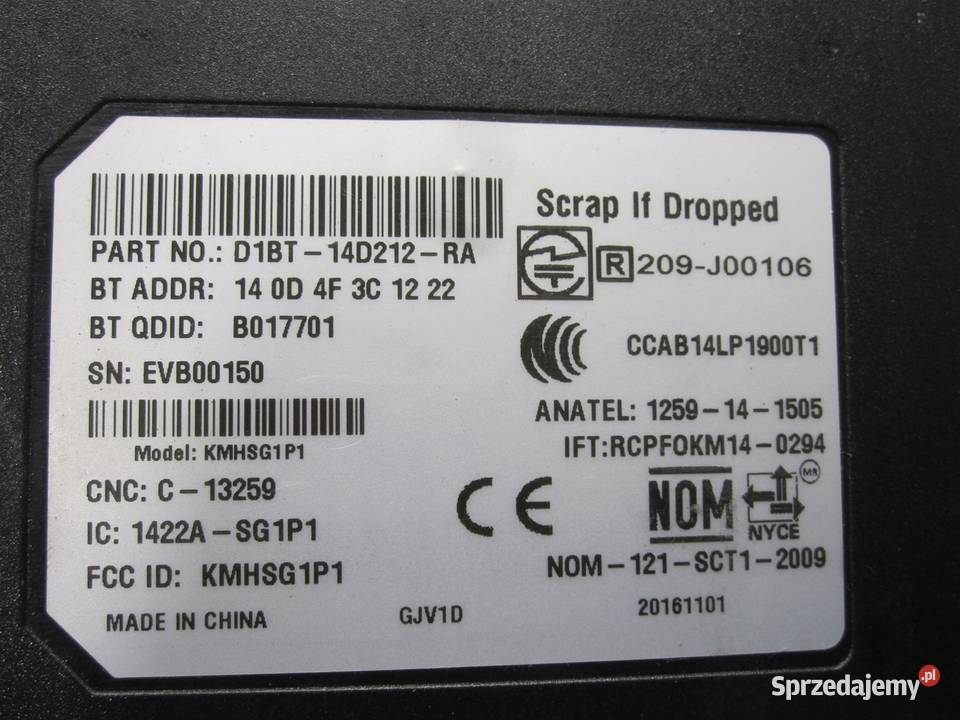 Scrap If Dropped
PART NO.: D1BT-14D212-RA
R 209-J00106
BT ADDR: 14 0D 4F 3C 12 22
BT QDID: B017701
CCAB14LP1900T1
SN: EVB00150
ANATEL: 1259-14-1505
IFT:RCPFOKM14-0294
Model: KMHSG1P1
CNC: C-13259
CE
NOM
MR
NYCE
IC: 1422A-SG1P1
NOM-121-SCT1-2009
FCC ID: KMHSG1P1
MADE IN CHINA
GJV1D
20161101
Sprzedajemy.pl